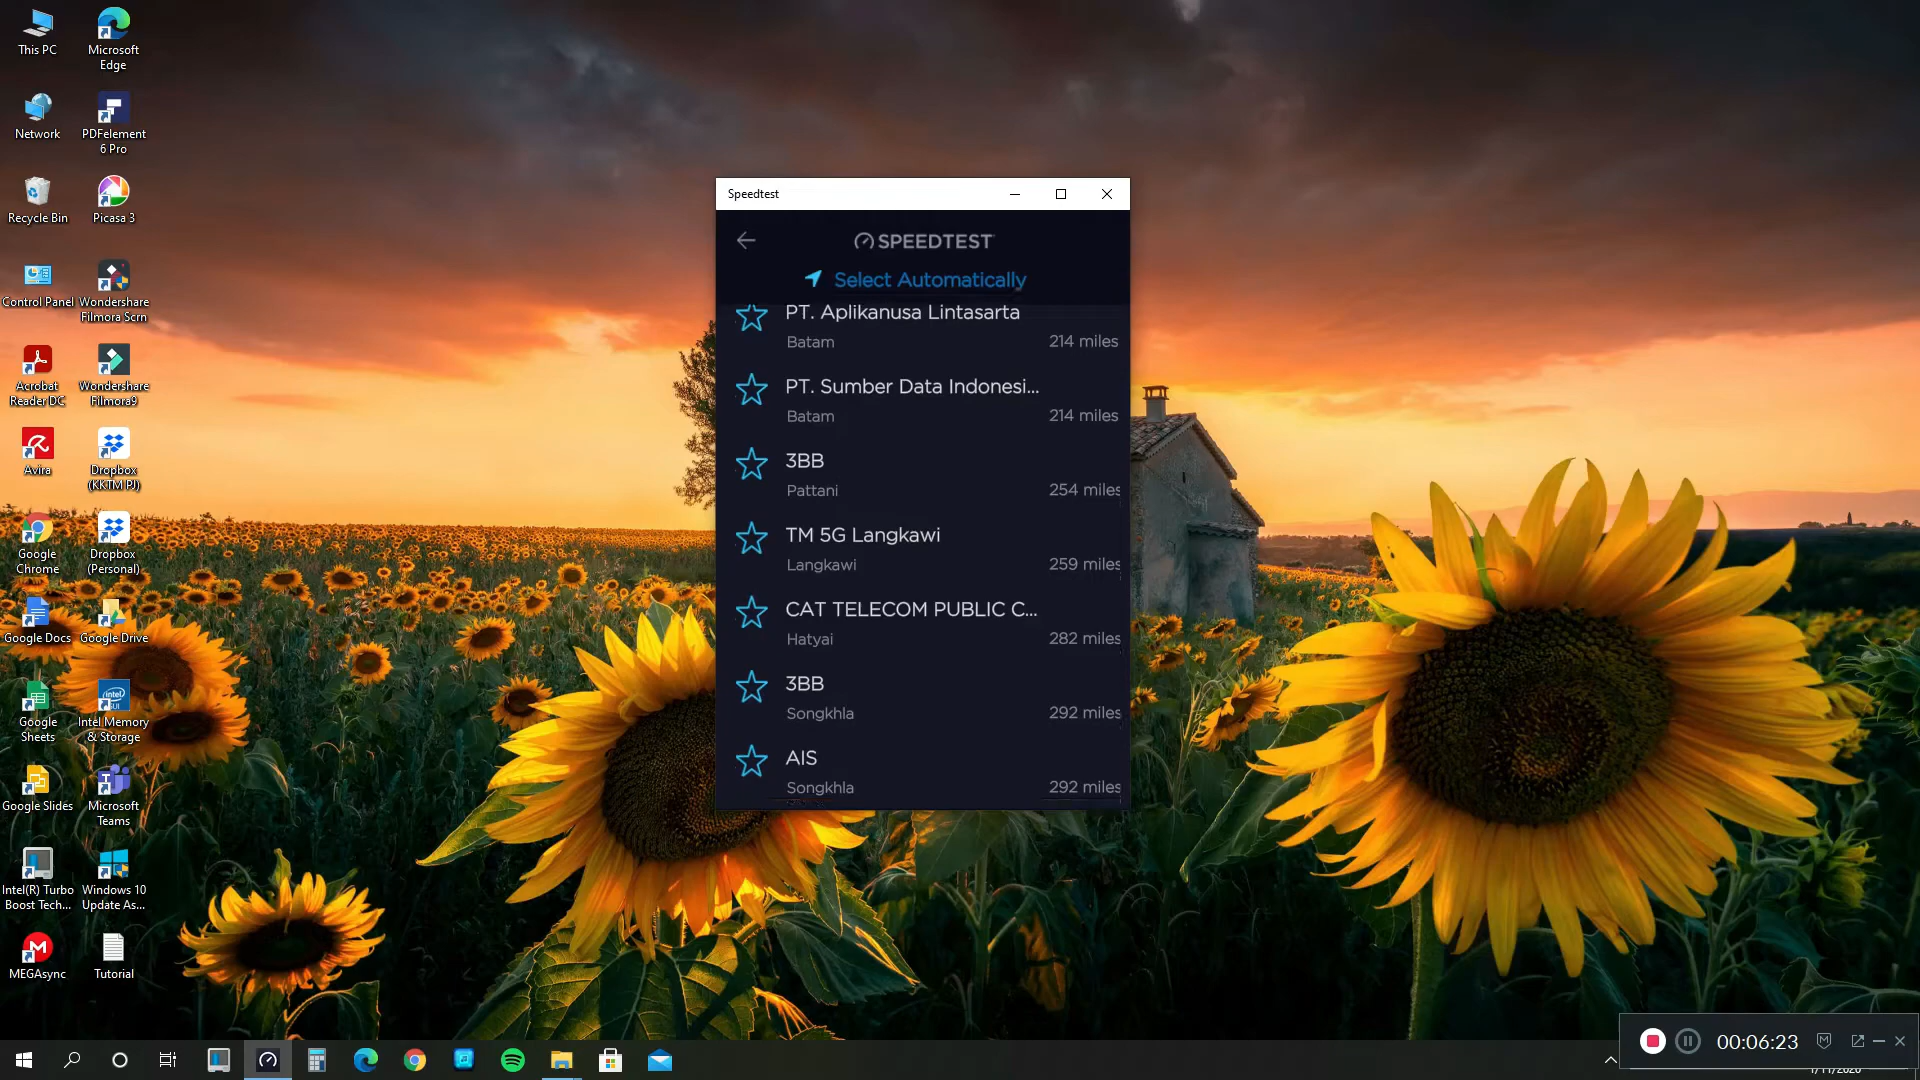 This PC
Microsoft
Edge
Network
PDFelement
6 Pro
Recycle Bin
Picasa 3
Control Panel
Wondershare
Filmora Scrn
Acrobat
Reader DC
Wondershare
Filmora9
Avira
Dropbox
(KKTM PJ)
Google
Chrome
Dropbox
(Personal)
Google Docs
Google Drive
Google
Sheets
Intel Memory
& Storage
Google Slides
Microsoft
Teams
Intel(R) Turbo
Boost Tech...
Windows 10
Update As...
MEGAsync
Tutorial
Speedtest
SPEEDTEST
Select Automatically
PT. Aplikanusa Lintasarta
Batam 214 miles
PT. Sumber Data Indonesi...
Batam 214 miles
3BB
Pattani 254 miles
TM 5G Langkawi
Langkawi 259 miles
CAT TELECOM PUBLIC C...
Hatyai 282 miles
3BB
Songkhla 292 miles
AIS
Songkhla 292 miles
00:06:23